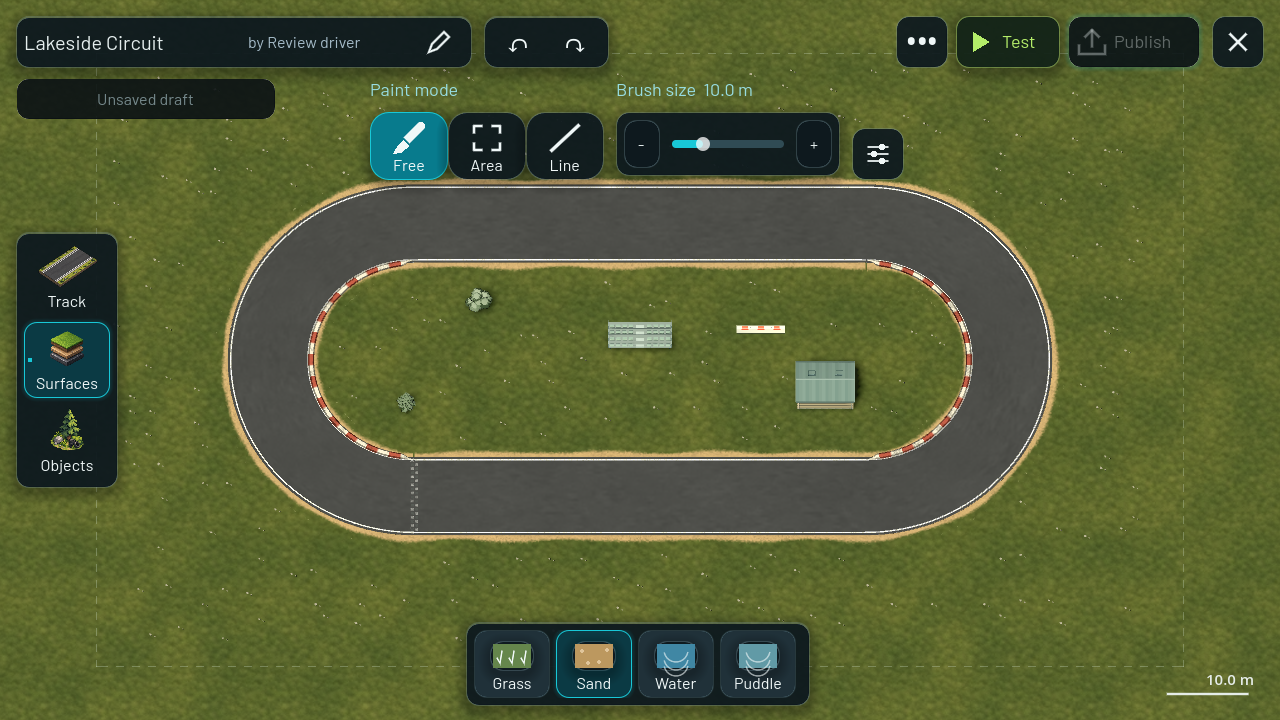 Lakeside Circuit
by Review driver
Test
Publish
Unsaved draft
Paint mode
Brush size 10.0 m
Free
Area
Line
-
+
Track
Surfaces
Objects
Grass
Sand
Water
Puddle
10.0 m